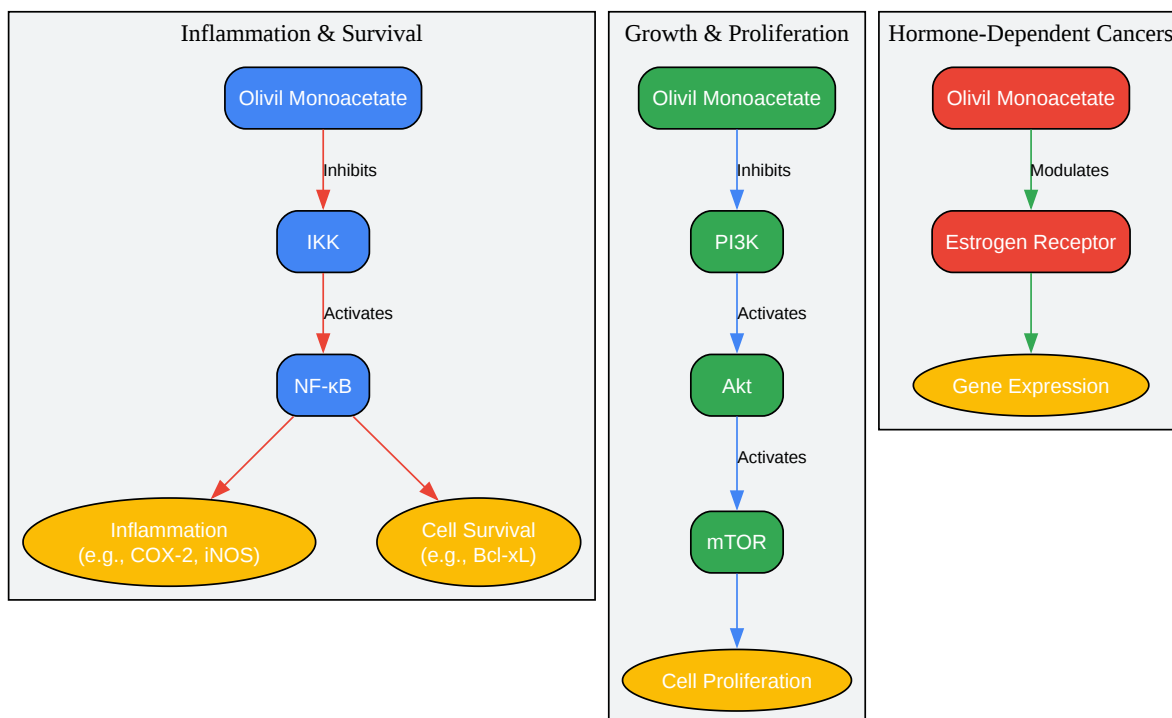 Inflammation & Survival
Olivil Monoacetate
Inhibits
IKK
Activates
NF-κB
Inflammation
(e.g., COX-2, iNOS)
Cell Survival
(e.g., Bcl-xL)
Growth & Proliferation
Olivil Monoacetate
Inhibits
PI3K
Activates
Akt
Activates
mTOR
Cell Proliferation
Hormone-Dependent Cancers
Olivil Monoacetate
Modulates
Estrogen Receptor
Gene Expression